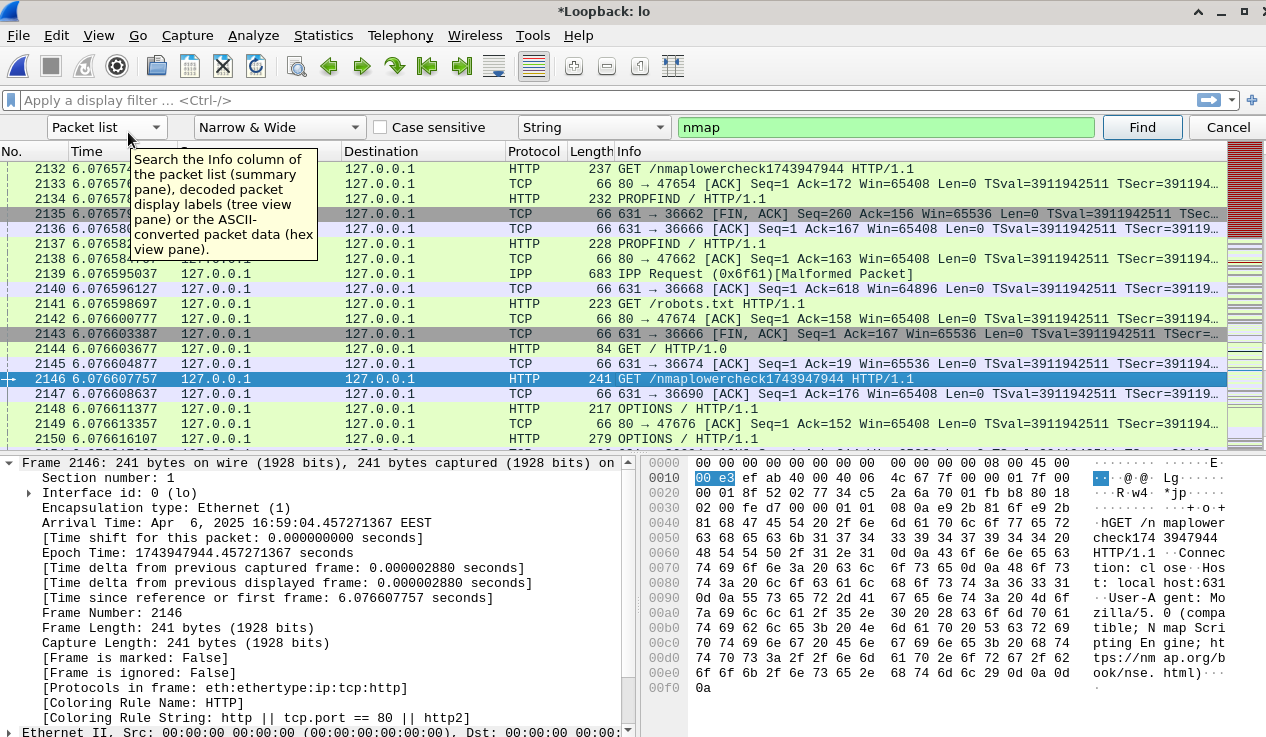 *Loopback: lo
File Edit View Go Capture Analyze Statistics Telephony Wireless Tools Help
Apply a display filter ... <Ctrl-/>
Packet list Narrow & Wide Case sensitive String nmap Find Cancel
No. Time Destination Protocol Length Info
2132 6.07657 127.0.0.1 HTTP 237 GET /nmaplowercheck1743947944 HTTP/1.1
2133 6.07657 127.0.0.1 TCP 66 80 → 47654 [ACK] Seq=1 Ack=172 Win=65408 Len=0 TSval=3911942511 TSecr=391194…
2134 6.07657 127.0.0.1 HTTP 232 PROPFIND / HTTP/1.1
2135 6.07657 127.0.0.1 TCP 66 631 → 36662 [FIN, ACK] Seq=260 Ack=156 Win=65536 Len=0 TSval=3911942511 TSec…
2136 6.07658 127.0.0.1 TCP 66 631 → 36666 [ACK] Seq=1 Ack=167 Win=65408 Len=0 TSval=3911942511 TSecr=39119…
2137 6.07658 127.0.0.1 HTTP 228 PROPFIND / HTTP/1.1
2138 6.07658 127.0.0.1 TCP 66 80 → 47662 [ACK] Seq=1 Ack=163 Win=65408 Len=0 TSval=3911942511 TSecr=391194…
2139 6.076595037 127.0.0.1 127.0.0.1 IPP 683 IPP Request (0x6f61)[Malformed Packet]
2140 6.076596127 127.0.0.1 127.0.0.1 TCP 66 631 → 36668 [ACK] Seq=1 Ack=618 Win=64896 Len=0 TSval=3911942511 TSecr=39119…
2141 6.076598697 127.0.0.1 127.0.0.1 HTTP 223 GET /robots.txt HTTP/1.1
2142 6.076600777 127.0.0.1 127.0.0.1 TCP 66 80 → 47674 [ACK] Seq=1 Ack=158 Win=65408 Len=0 TSval=3911942511 TSecr=391194…
2143 6.076603387 127.0.0.1 127.0.0.1 TCP 66 631 → 36666 [FIN, ACK] Seq=1 Ack=167 Win=65536 Len=0 TSval=3911942511 TSecr=…
2144 6.076603677 127.0.0.1 127.0.0.1 HTTP 84 GET / HTTP/1.0
2145 6.076604877 127.0.0.1 127.0.0.1 TCP 66 631 → 36674 [ACK] Seq=1 Ack=19 Win=65536 Len=0 TSval=3911942511 TSecr=391194…
2146 6.076607757 127.0.0.1 127.0.0.1 HTTP 241 GET /nmaplowercheck1743947944 HTTP/1.1
2147 6.076608637 127.0.0.1 127.0.0.1 TCP 66 631 → 36690 [ACK] Seq=1 Ack=176 Win=65408 Len=0 TSval=3911942511 TSecr=39119…
2148 6.076611377 127.0.0.1 127.0.0.1 HTTP 217 OPTIONS / HTTP/1.1
2149 6.076613357 127.0.0.1 127.0.0.1 TCP 66 80 → 47676 [ACK] Seq=1 Ack=152 Win=65408 Len=0 TSval=3911942511 TSecr=391194…
2150 6.076616107 127.0.0.1 127.0.0.1 HTTP 279 OPTIONS / HTTP/1.1
Search the Info column of
the packet list (summary
pane), decoded packet
display labels (tree view
pane) or the ASCII-
converted packet data (hex
view pane).
Frame 2146: 241 bytes on wire (1928 bits), 241 bytes captured (1928 bits) on
Section number: 1
Interface id: 0 (lo)
Encapsulation type: Ethernet (1)
Arrival Time: Apr  6, 2025 16:59:04.457271367 EEST
[Time shift for this packet: 0.000000000 seconds]
Epoch Time: 1743947944.457271367 seconds
[Time delta from previous captured frame: 0.000002880 seconds]
[Time delta from previous displayed frame: 0.000002880 seconds]
[Time since reference or first frame: 6.076607757 seconds]
Frame Number: 2146
Frame Length: 241 bytes (1928 bits)
Capture Length: 241 bytes (1928 bits)
[Frame is marked: False]
[Frame is ignored: False]
[Protocols in frame: eth:ethertype:ip:tcp:http]
[Coloring Rule Name: HTTP]
[Coloring Rule String: http || tcp.port == 80 || http2]
Ethernet II, Src: 00:00:00 00:00:00 (00:00:00:00:00:00), Dst: 00:00:00 00:00:
0000 00 00 00 00 00 00 00 00 00 00 00 00 08 00 45 00 ········ ······E·
0010 00 e3 ef ab 40 00 40 06 4c 67 7f 00 00 01 7f 00 ····@·@· Lg······
0020 00 01 8f 52 02 77 34 c5 2a 6a 70 01 fb b8 80 18 ···R·w4· *jp·····
0030 02 00 fe d7 00 00 01 01 08 0a e9 2b 81 6f e9 2b ········ ···+·o·+
0040 81 68 47 45 54 20 2f 6e 6d 61 70 6c 6f 77 65 72 ·hGET /n maplower
0050 63 68 65 63 6b 31 37 34 33 39 34 37 39 34 34 20 check174 3947944
0060 48 54 54 50 2f 31 2e 31 0d 0a 43 6f 6e 6e 65 63 HTTP/1.1 ··Connec
0070 74 69 6f 6e 3a 20 63 6c 6f 73 65 0d 0a 48 6f 73 tion: cl ose··Hos
0080 74 3a 20 6c 6f 63 61 6c 68 6f 73 74 3a 36 33 31 t: local host:631
0090 0d 0a 55 73 65 72 2d 41 67 65 6e 74 3a 20 4d 6f ··User-A gent: Mo
00a0 7a 69 6c 6c 61 2f 35 2e 30 20 28 63 6f 6d 70 61 zilla/5. 0 (compa
00b0 74 69 62 6c 65 3b 20 4e 6d 61 70 20 53 63 72 69 tible; N map Scri
00c0 70 74 69 6e 67 20 45 6e 67 69 6e 65 3b 20 68 74 pting En gine; ht
00d0 74 70 73 3a 2f 2f 6e 6d 61 70 2e 6f 72 67 2f 62 tps://nm ap.org/b
00e0 6f 6f 6b 2f 6e 73 65 2e 68 74 6d 6c 29 0d 0a 0d ook/nse. html)···
00f0 0a ·